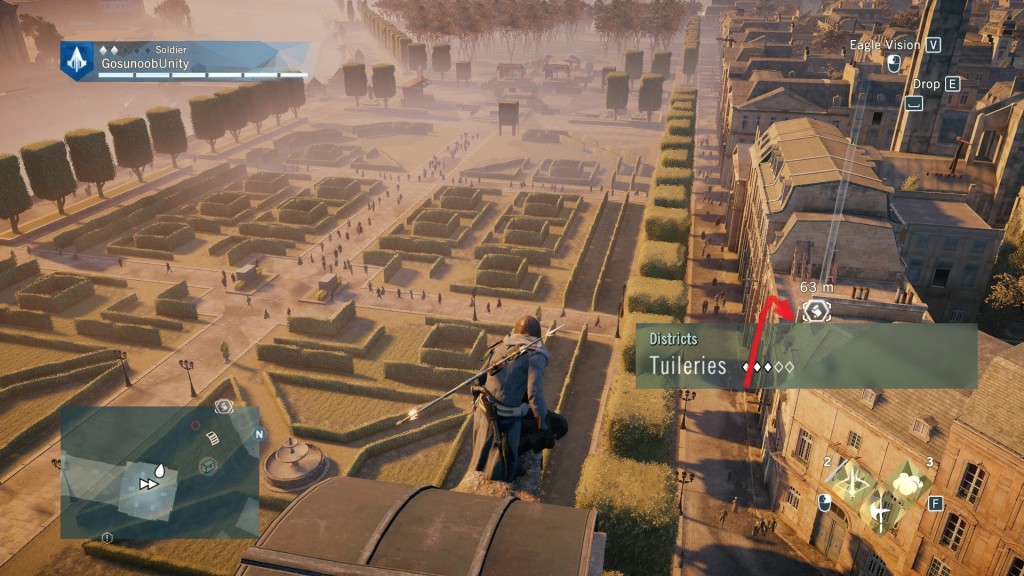 Soldier
GosunoobUnity
Eagle Vision V
Drop E
63 m
Districts
Tuileries
N
2
3
F